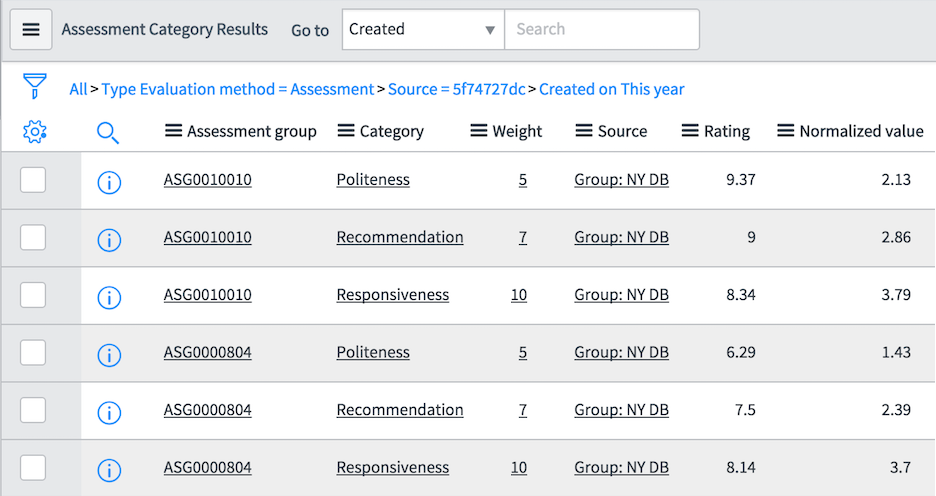 Assessment Category Results Go to Created Search
All > Type Evaluation method = Assessment > Source = 5f74727dc > Created on This year
Assessment group Category Weight Source Rating Normalized value
ASG0010010 Politeness 5 Group: NY DB 9.37 2.13
ASG0010010 Recommendation 7 Group: NY DB 9 2.86
ASG0010010 Responsiveness 10 Group: NY DB 8.34 3.79
ASG0000804 Politeness 5 Group: NY DB 6.29 1.43
ASG0000804 Recommendation 7 Group: NY DB 7.5 2.39
ASG0000804 Responsiveness 10 Group: NY DB 8.14 3.7